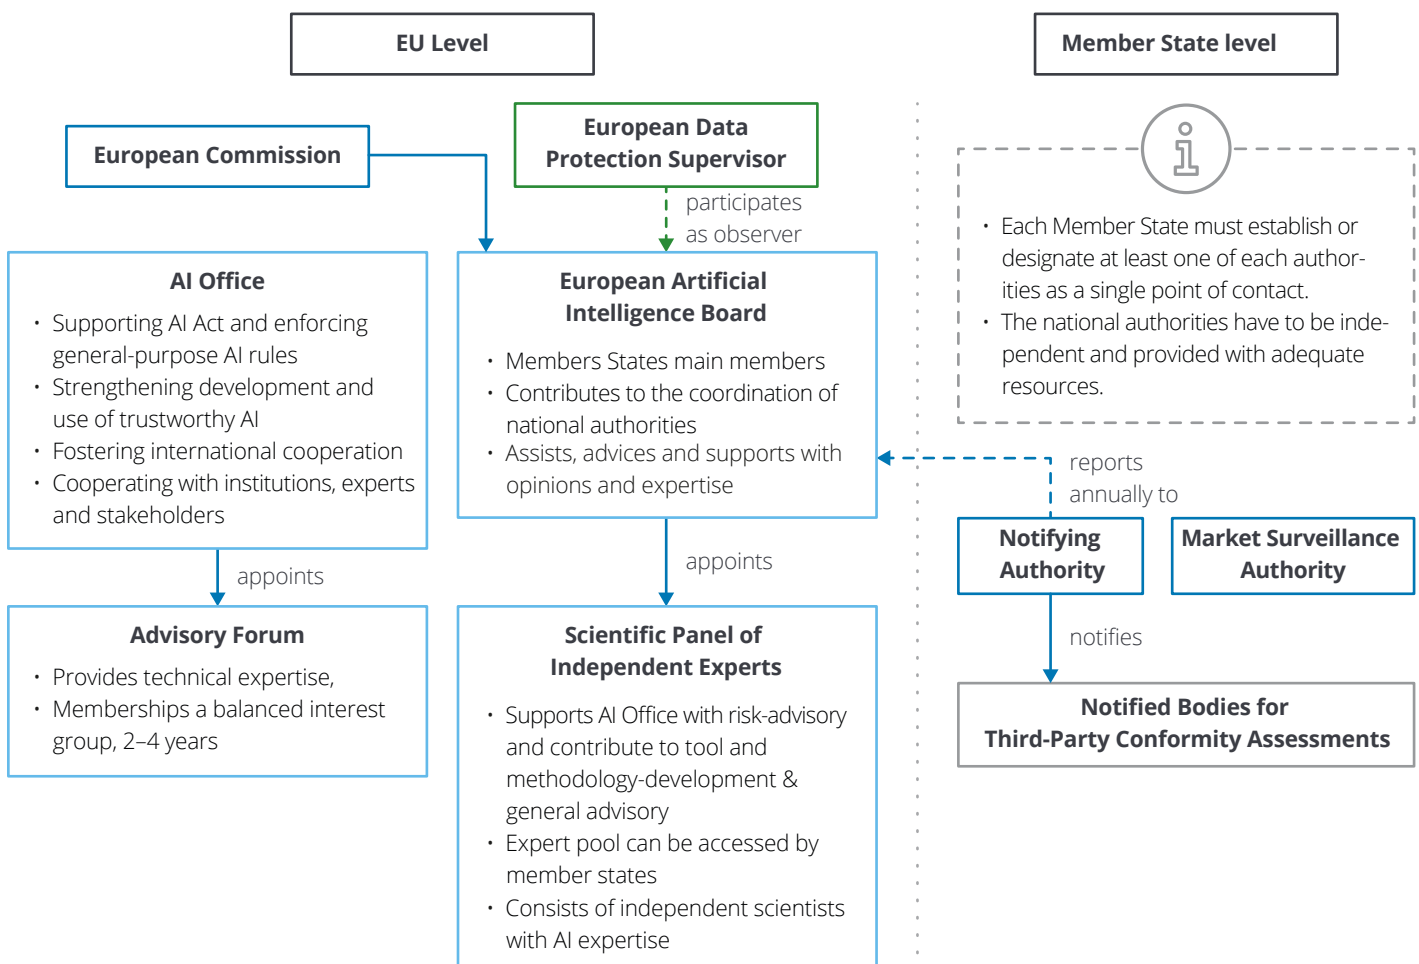 EU Level
Member State level
European Commission
European Data
Protection Supervisor
participates
as observer
AI Office
• Supporting AI Act and enforcing
general-purpose AI rules
• Strengthening development and
use of trustworthy AI
• Fostering international cooperation
• Cooperating with institutions, experts
and stakeholders
appoints
Advisory Forum
• Provides technical expertise,
• Memberships a balanced interest
group, 2–4 years
European Artificial
Intelligence Board
• Members States main members
• Contributes to the coordination of
national authorities
• Assists, advices and supports with
opinions and expertise
appoints
Scientific Panel of
Independent Experts
• Supports AI Office with risk-advisory
and contribute to tool and
methodology-development &
general advisory
• Expert pool can be accessed by
member states
• Consists of independent scientists
with AI expertise
i
• Each Member State must establish or
designate at least one of each author-
ities as a single point of contact.
• The national authorities have to be inde-
pendent and provided with adequate
resources.
reports
annually to
Notifying
Authority
Market Surveillance
Authority
notifies
Notified Bodies for
Third-Party Conformity Assessments